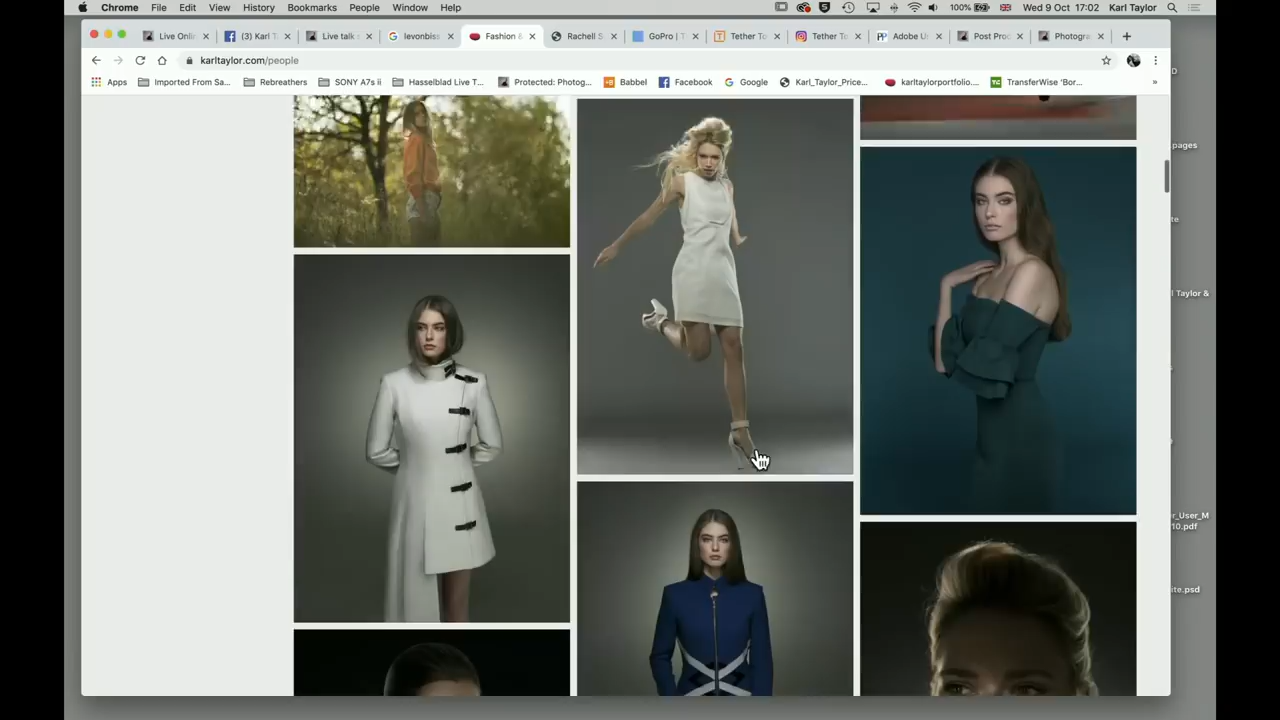 Chrome File Edit View History Bookmarks People Window Help 100% Wed 9 Oct 17:02 Karl Taylor
Live Onli... (3) Karl T Live talk levonbiss Fashion & Rachell S GoPro | T Tether To Tether To Adobe U Post Proc Photogra
karltaylor.com/people
Apps Imported From Sa... Rebreathers SONY A7s ii Hasselblad Live T... Protected: Photog... Babbel Facebook Google Karl_Taylor_Price... karltaylorportfolio.... TransferWise ‘Bor... »
pages
l Taylor &
er_User_M
10.pdf
ite.psd